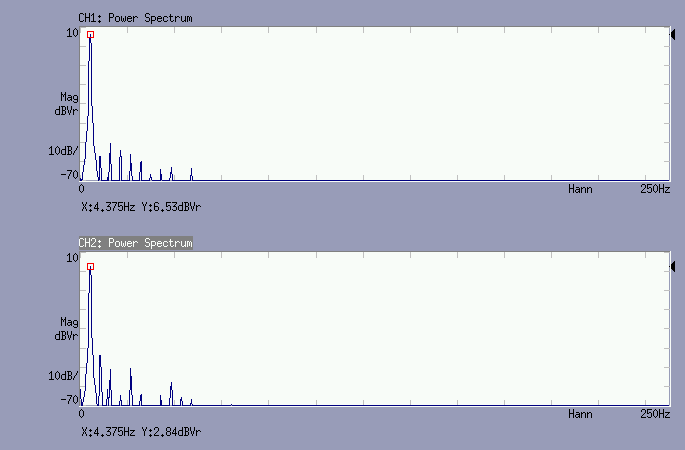 CH1: Power Spectrum
10
Mag
dBVr
10dB/
-70
0 Hann 250Hz
X:4.375Hz Y:6.53dBVr
CH2: Power Spectrum
10
Mag
dBVr
10dB/
-70
0 Hann 250Hz
X:4.375Hz Y:2.84dBVr